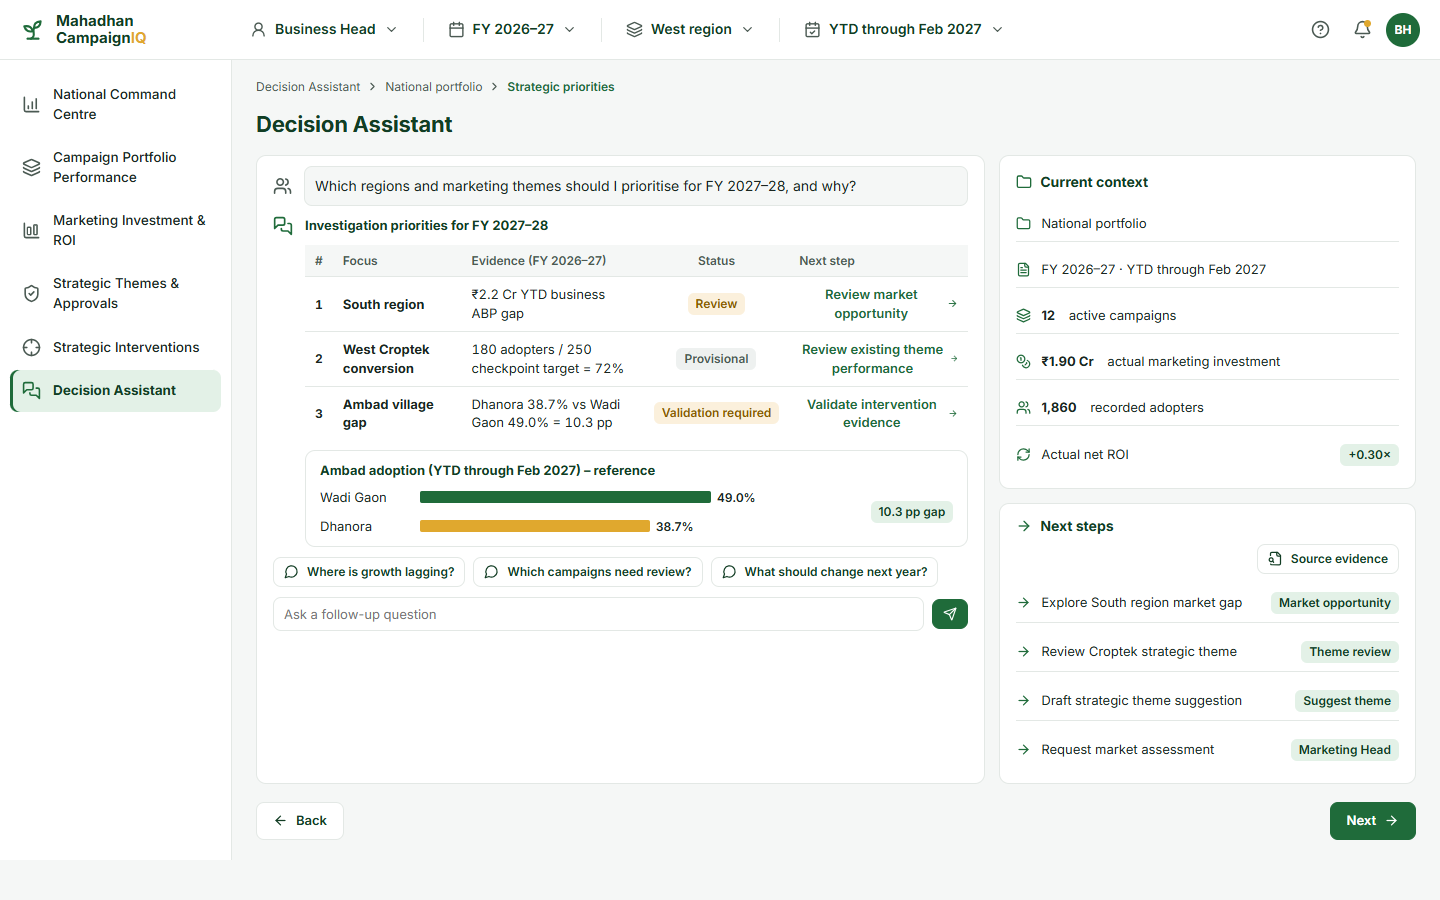 Mahadhan
CampaignIQ
Business Head
FY 2026–27
West region
YTD through Feb 2027
BH
National Command
Centre
Campaign Portfolio
Performance
Marketing Investment &
ROI
Strategic Themes &
Approvals
Strategic Interventions
Decision Assistant
Decision Assistant > National portfolio > Strategic priorities
Decision Assistant
Which regions and marketing themes should I prioritise for FY 2027–28, and why?
Investigation priorities for FY 2027–28
# Focus Evidence (FY 2026–27) Status Next step
1 South region ₹2.2 Cr YTD business
ABP gap Review Review market
opportunity
2 West Croptek
conversion 180 adopters / 250
checkpoint target = 72% Provisional Review existing theme
performance
3 Ambad village
gap Dhanora 38.7% vs Wadi
Gaon 49.0% = 10.3 pp Validation required Validate intervention
evidence
Ambad adoption (YTD through Feb 2027) – reference
Wadi Gaon 49.0%
Dhanora 38.7%
10.3 pp gap
Where is growth lagging?
Which campaigns need review?
What should change next year?
Ask a follow-up question
Current context
National portfolio
FY 2026–27 · YTD through Feb 2027
12 active campaigns
₹1.90 Cr actual marketing investment
1,860 recorded adopters
Actual net ROI +0.30×
Next steps
Source evidence
Explore South region market gap Market opportunity
Review Croptek strategic theme Theme review
Draft strategic theme suggestion Suggest theme
Request market assessment Marketing Head
Back
Next